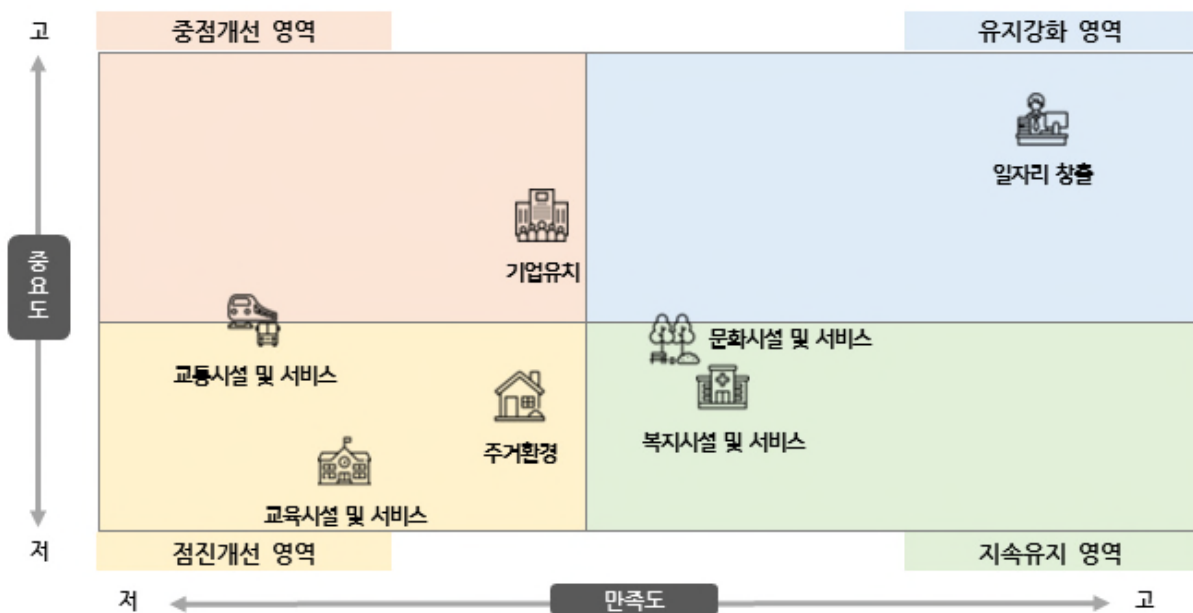 고
중점개선 영역
유지강화 영역
일자리 창출
기업유치
중요도
문화시설 및 서비스
교통시설 및 서비스
복지시설 및 서비스
주거환경
교육시설 및 서비스
저
점진개선 영역
지속유지 영역
저
만족도
고